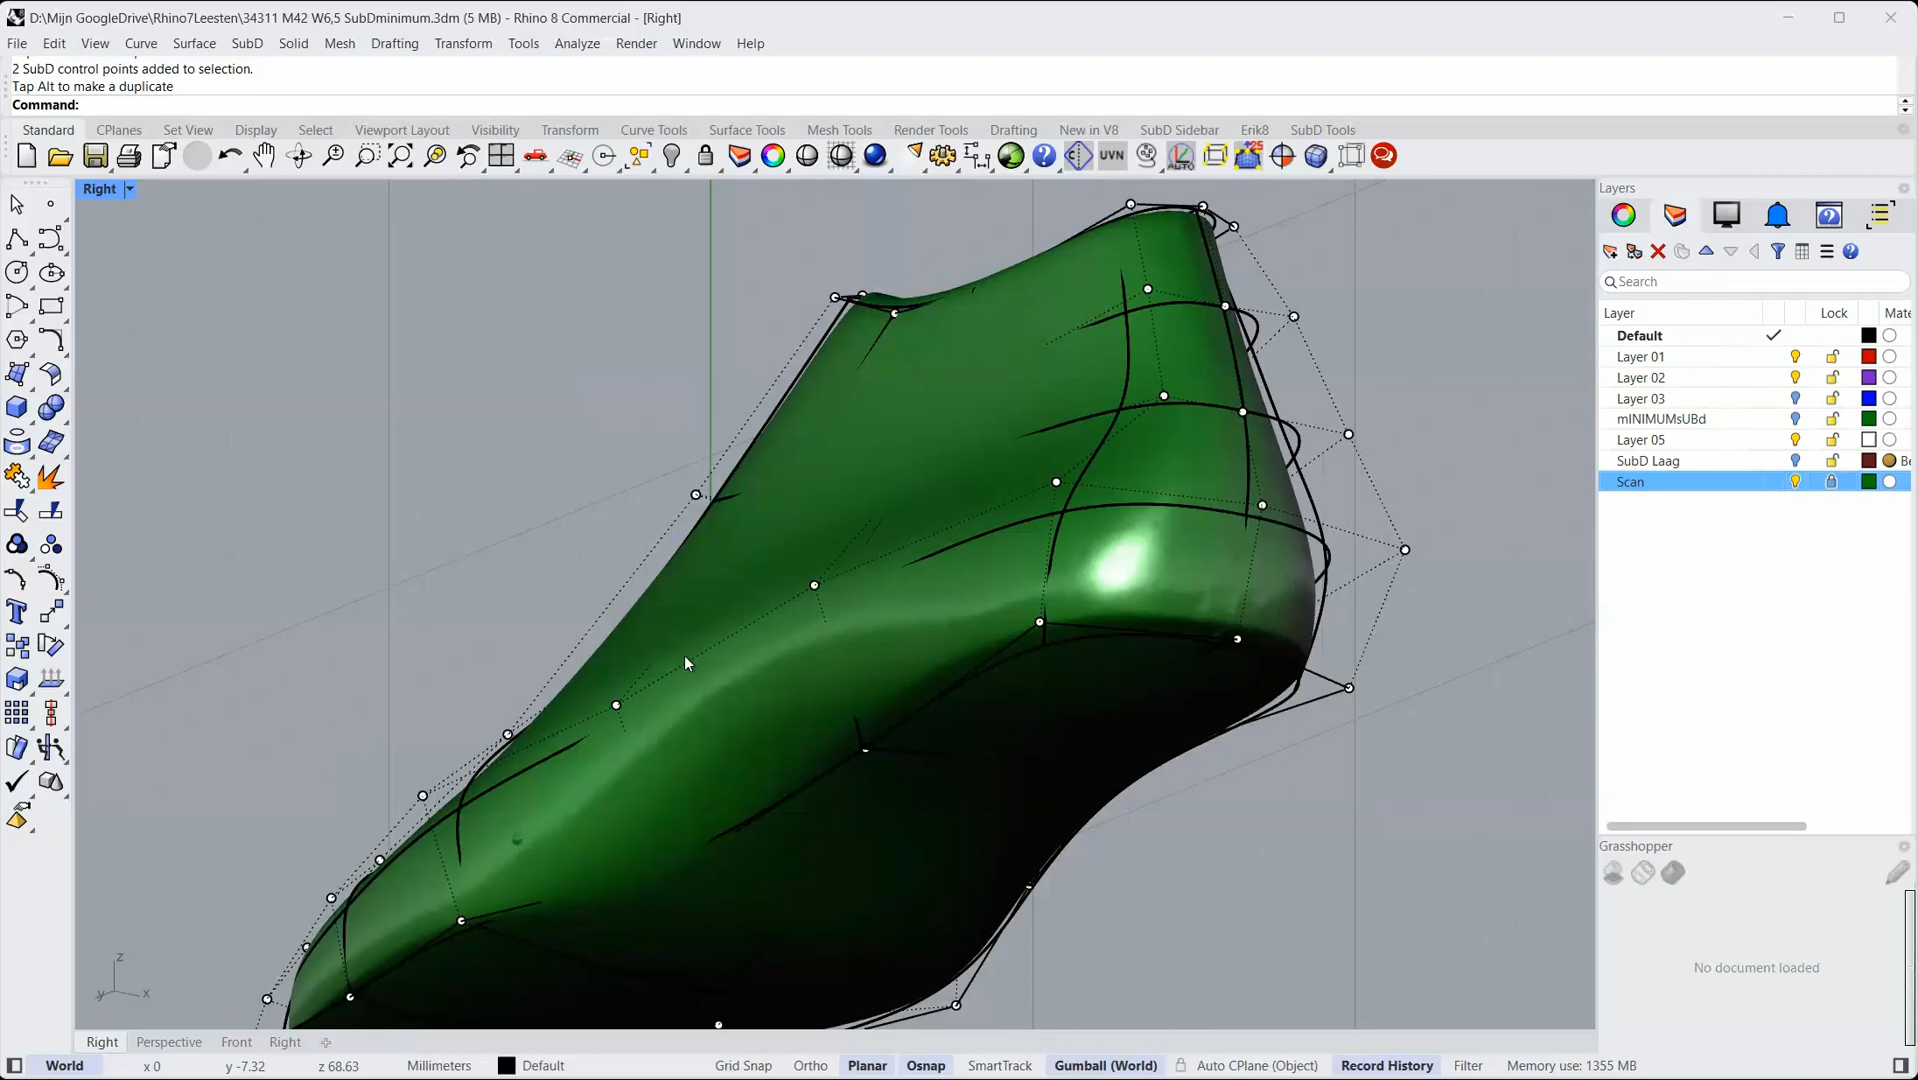 D:\Mijn GoogleDrive\Rhino7Leesten\34311 M42 W6,5 SubDminimum.3dm (5 MB) - Rhino 8 Commercial - [Right]
File Edit View Curve Surface SubD Solid Mesh Drafting Transform Tools Analyze Render Window Help
2 SubD control points added to selection.
Tap Alt to make a duplicate
Command:
Standard CPlanes Set View Display Select Viewport Layout Visibility Transform Curve Tools Surface Tools Mesh Tools Render Tools Drafting New in V8 SubD Sidebar Erik8 SubD Tools
UVN
AUTO
Right
Layers
Search
Layer Lock Mate
Default
Layer 01
Layer 02
Layer 03
mINIMUMsUBd
Layer 05
SubD Laag Be
Scan
Grasshopper
No document loaded
z
y x
Right Perspective Front Right
World x 0 y -7.32 z 68.63 Millimeters Default Grid Snap Ortho Planar Osnap SmartTrack Gumball (World) Auto CPlane (Object) Record History Filter Memory use: 1355 MB